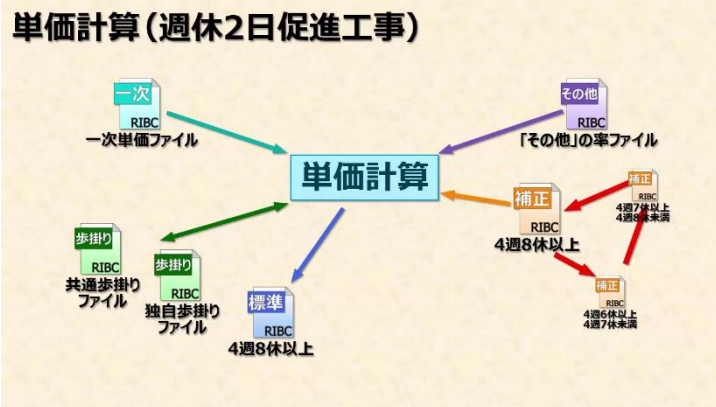 単価計算（週休2日促進工事）
一次
RIBC
一次単価ファイル
その他
RIBC
「その他」の率ファイル
単価計算
補正
RIBC
4週8休以上
補正
RIBC
4週7休以上
4週8休未満
補正
RIBC
4週6休以上
4週7休未満
歩掛り
RIBC
共通歩掛り
ファイル
歩掛り
RIBC
独自歩掛り
ファイル
標準
RIBC
4週8休以上